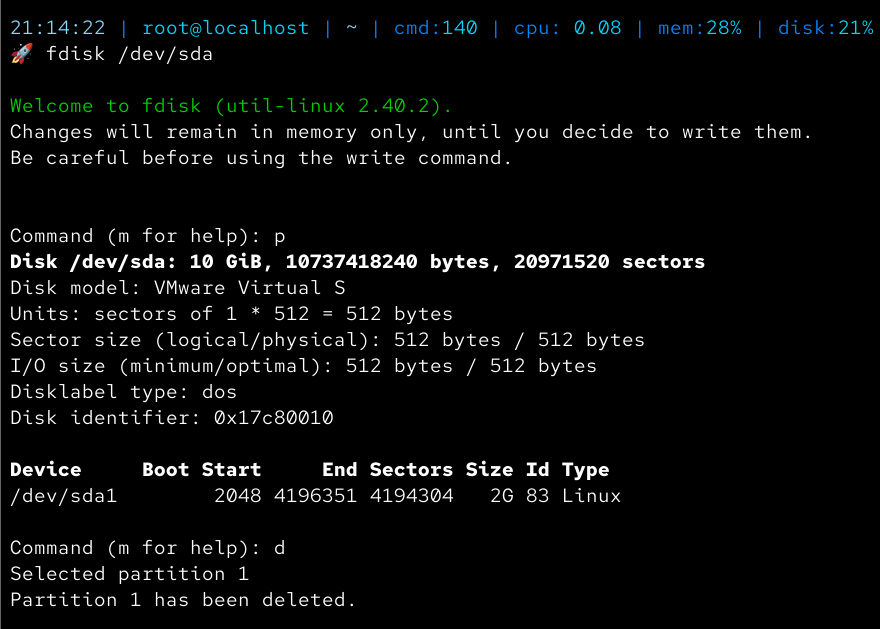 21:14:22 | root@localhost | ~ | cmd:140 | cpu: 0.08 | mem:28% | disk:21%
🚀 fdisk /dev/sda
Welcome to fdisk (util-linux 2.40.2).
Changes will remain in memory only, until you decide to write them.
Be careful before using the write command.
Command (m for help): p
Disk /dev/sda: 10 GiB, 10737418240 bytes, 20971520 sectors
Disk model: VMware Virtual S
Units: sectors of 1 * 512 = 512 bytes
Sector size (logical/physical): 512 bytes / 512 bytes
I/O size (minimum/optimal): 512 bytes / 512 bytes
Disklabel type: dos
Disk identifier: 0x17c80010
Device     Boot Start     End Sectors Size Id Type
/dev/sda1        2048 4196351 4194304   2G 83 Linux
Command (m for help): d
Selected partition 1
Partition 1 has been deleted.